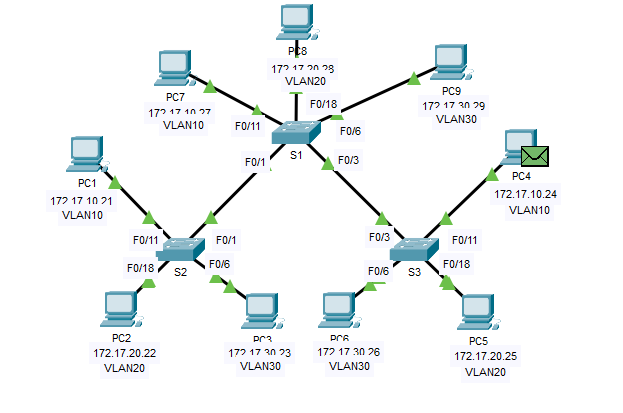 PC8
172.17.20.28
VLAN20
PC7
172.17.10.27
VLAN10
PC9
172.17.30.29
VLAN30
F0/18
F0/11
F0/6
S1
F0/1
F0/3
PC4
172.17.10.24
VLAN10
PC1
172.17.10.21
VLAN10
F0/11
F0/1
F0/18
F0/6
S2
F0/3
F0/11
F0/6
F0/18
S3
PC2
172.17.20.22
VLAN20
PC3
172.17.30.23
VLAN30
PC6
172.17.30.26
VLAN30
PC5
172.17.20.25
VLAN20